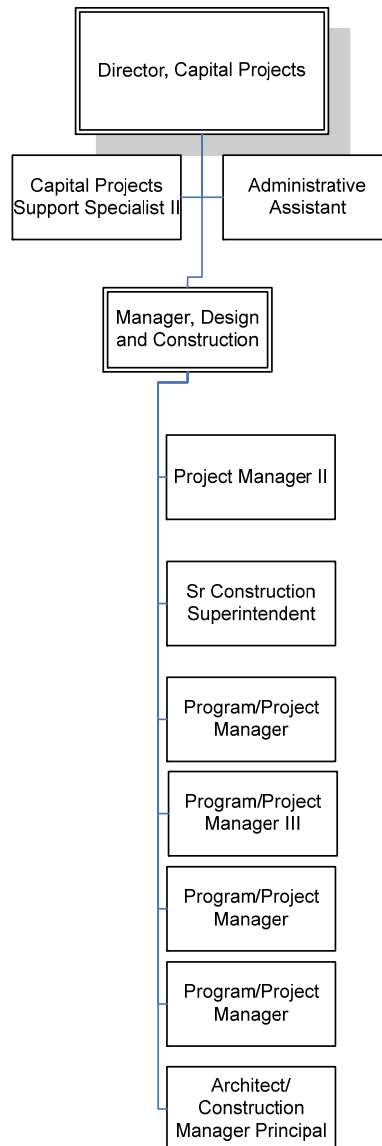 Director, Capital Projects
Capital Projects
Support Specialist II
Administrative
Assistant
Manager, Design
and Construction
Project Manager II
Sr Construction
Superintendent
Program/Project
Manager
Program/Project
Manager III
Program/Project
Manager
Program/Project
Manager
Architect/
Construction
Manager Principal